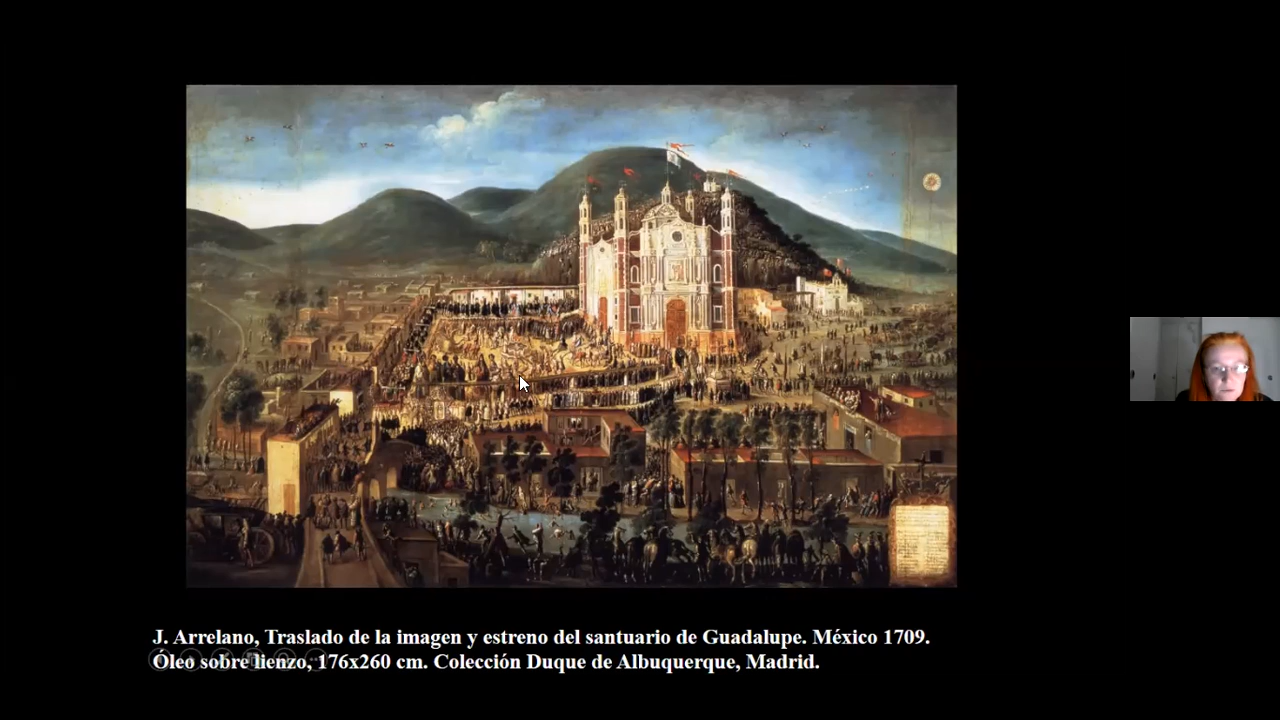 J. Arrelano, Traslado de la imagen y estreno del santuario de Guadalupe. México 1709.
Óleo sobre lienzo, 176x260 cm. Colección Duque de Albuquerque, Madrid.